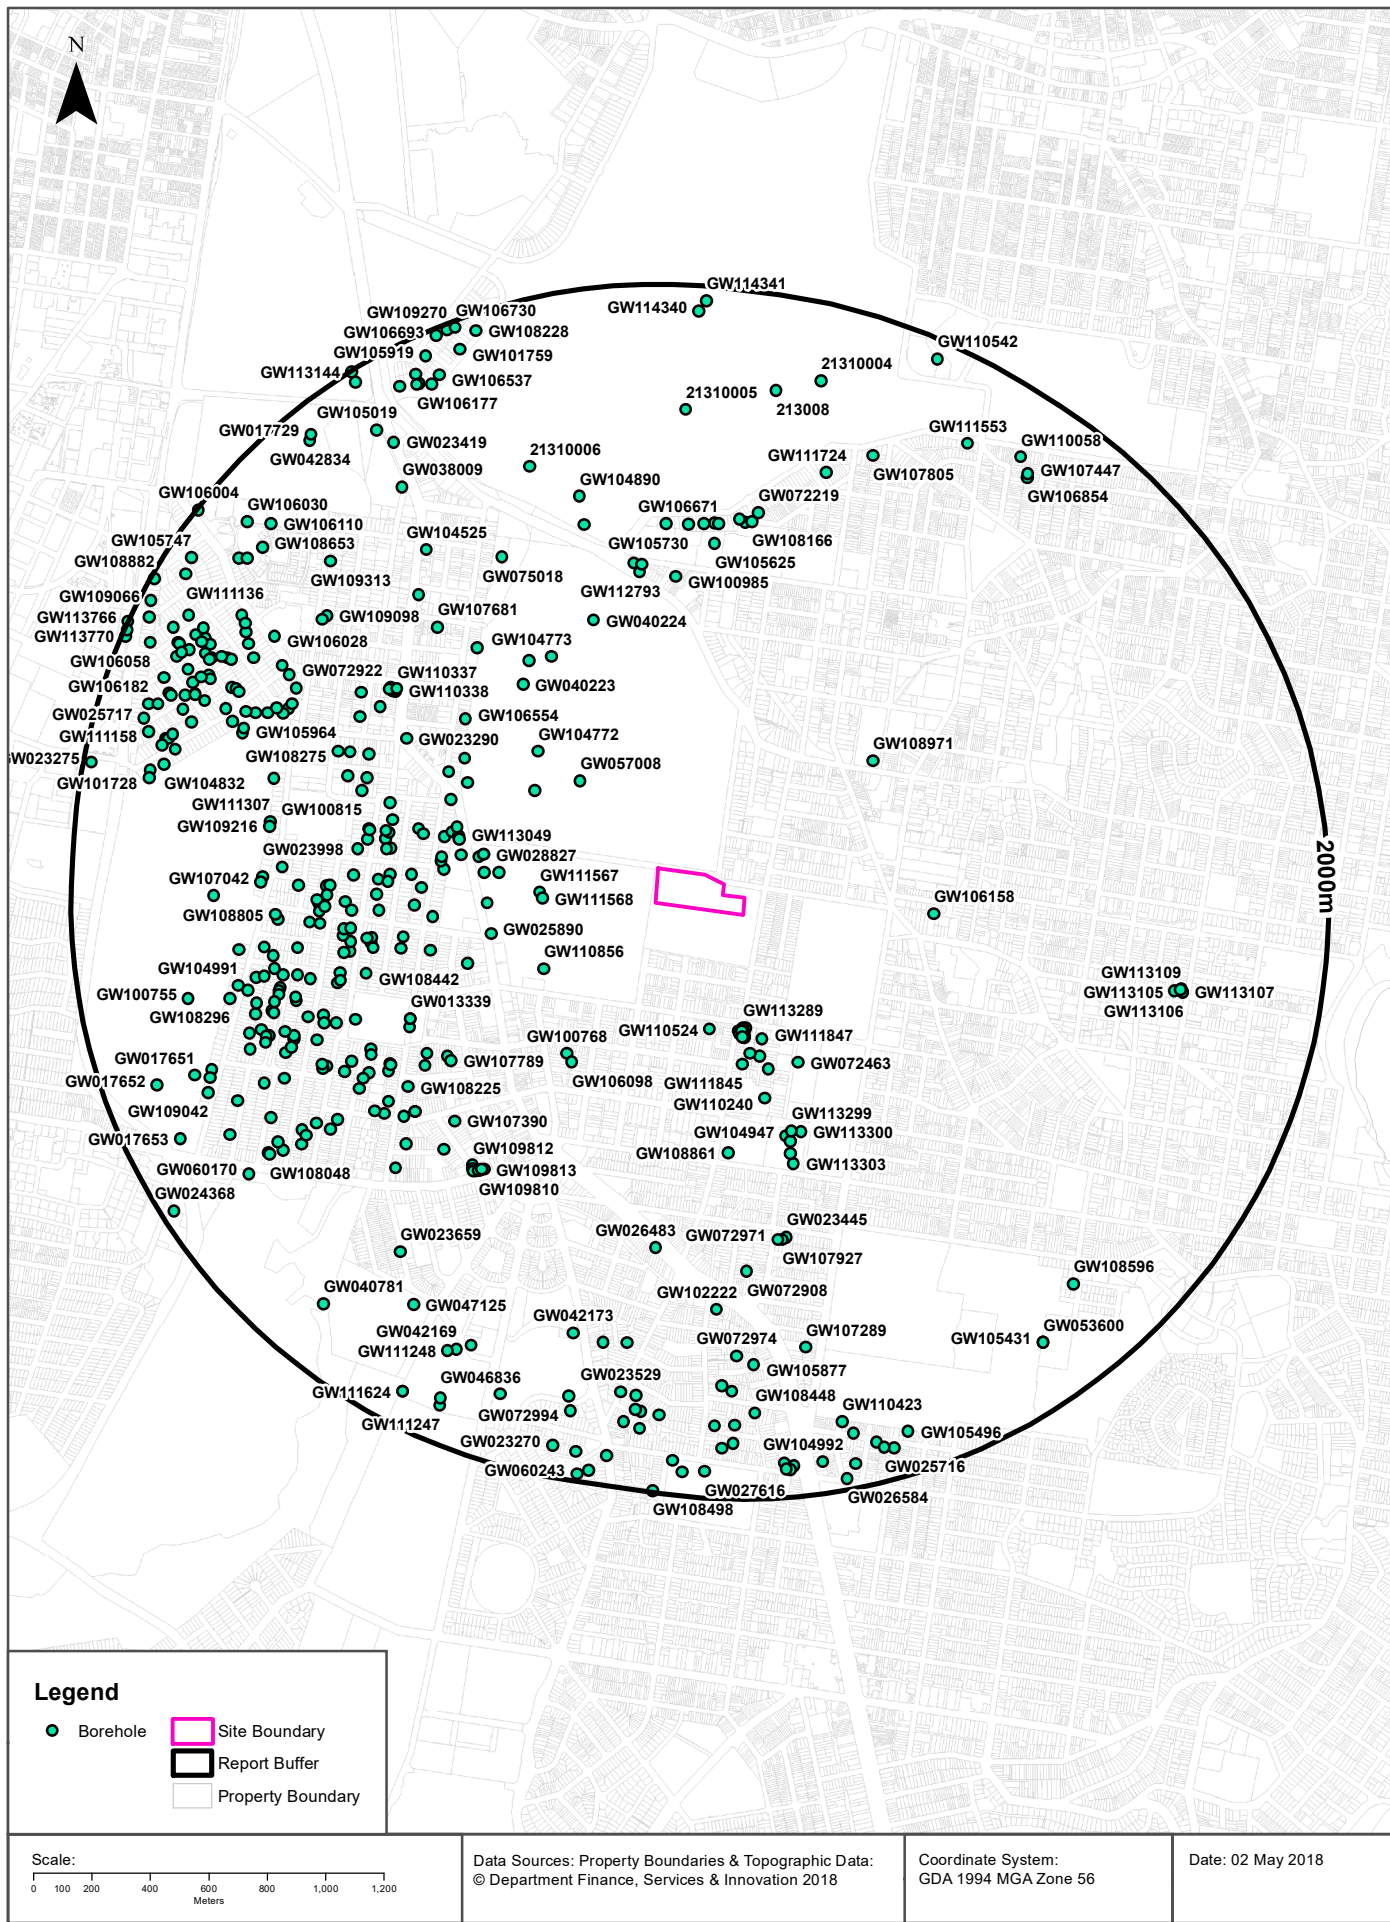 N
GW114341
GW109270
GW106730
GW114340
GW106693
GW108228
GW105919
GW101759
GW110542
GW113144
GW106537
21310004
GW106177
21310005
213008
GW105019
GW017729
GW111553
GW023419
GW110058
GW042834
21310006
GW111724
GW107805
GW107447
GW038009
GW104890
GW106854
GW106004
GW072219
GW106030
GW106671
GW106110
GW104525
GW108166
GW105747
GW108653
GW105730
GW108882
GW105625
GW109313
GW075018
GW100985
GW112793
GW111136
GW109066
GW107681
GW113766
GW109098
GW040224
GW113770
GW106028
GW104773
GW106058
GW072922
GW110337
GW106182
GW110338
GW040223
GW025717
GW106554
GW105964
GW111158
GW023290
GW104772
GW108971
GW108275
W023275
GW057008
GW101728
GW104832
GW111307
GW100815
GW109216
GW113049
GW023998
GW028827
2000m
GW107042
GW111567
GW111568
GW106158
GW108805
GW025890
GW110856
GW104991
GW108442
GW113109
GW100755
GW113105
GW113107
GW013339
GW113106
GW108296
GW113289
GW110524
GW111847
GW100768
GW017651
GW107789
GW072463
GW017652
GW106098
GW111845
GW108225
GW110240
GW109042
GW113299
GW107390
GW104947
GW113300
GW017653
GW109812
GW108861
GW113303
GW060170
GW108048
GW109813
GW109810
GW024368
GW023445
GW026483
GW072971
GW023659
GW107927
GW040781
GW108596
GW072908
GW047125
GW102222
GW042173
GW042169
GW107289
GW053600
GW111248
GW105431
GW072974
GW105877
GW046836
GW023529
GW111624
GW108448
GW072994
GW110423
GW111247
GW105496
GW023270
GW104992
GW025716
GW060243
GW027616
GW026584
GW108498
Legend
Borehole
Site Boundary
Report Buffer
Property Boundary
Scale:
0 100 200 400 600 800 1,000 1,200
Meters
Data Sources: Property Boundaries & Topographic Data:
© Department Finance, Services & Innovation 2018
Coordinate System:
GDA 1994 MGA Zone 56
Date: 02 May 2018